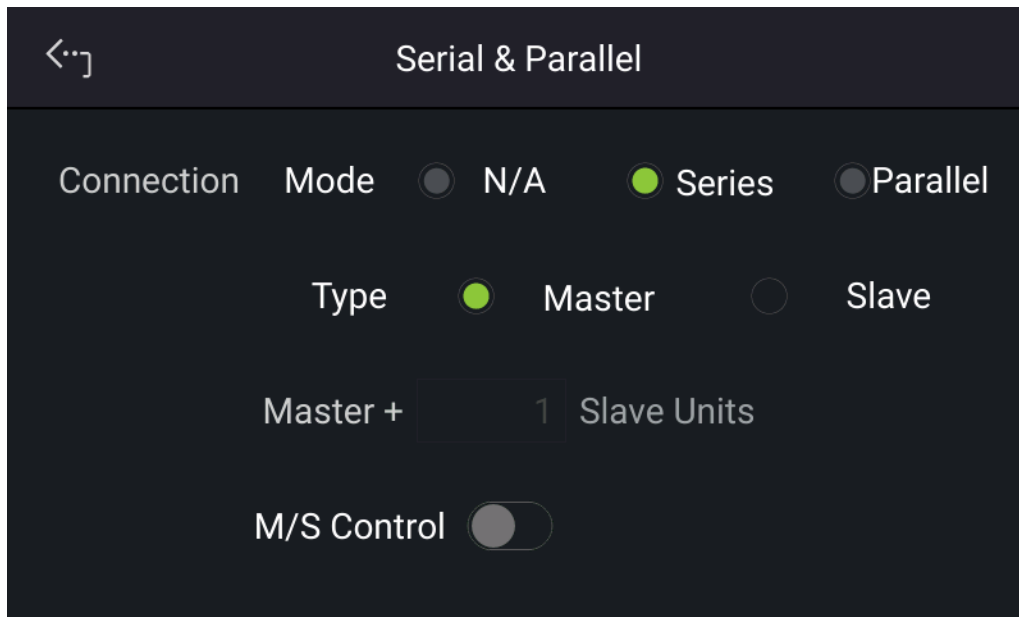 Serial & Parallel
Connection Mode N/A Series Parallel
Type Master Slave
Master + 1 Slave Units
M/S Control